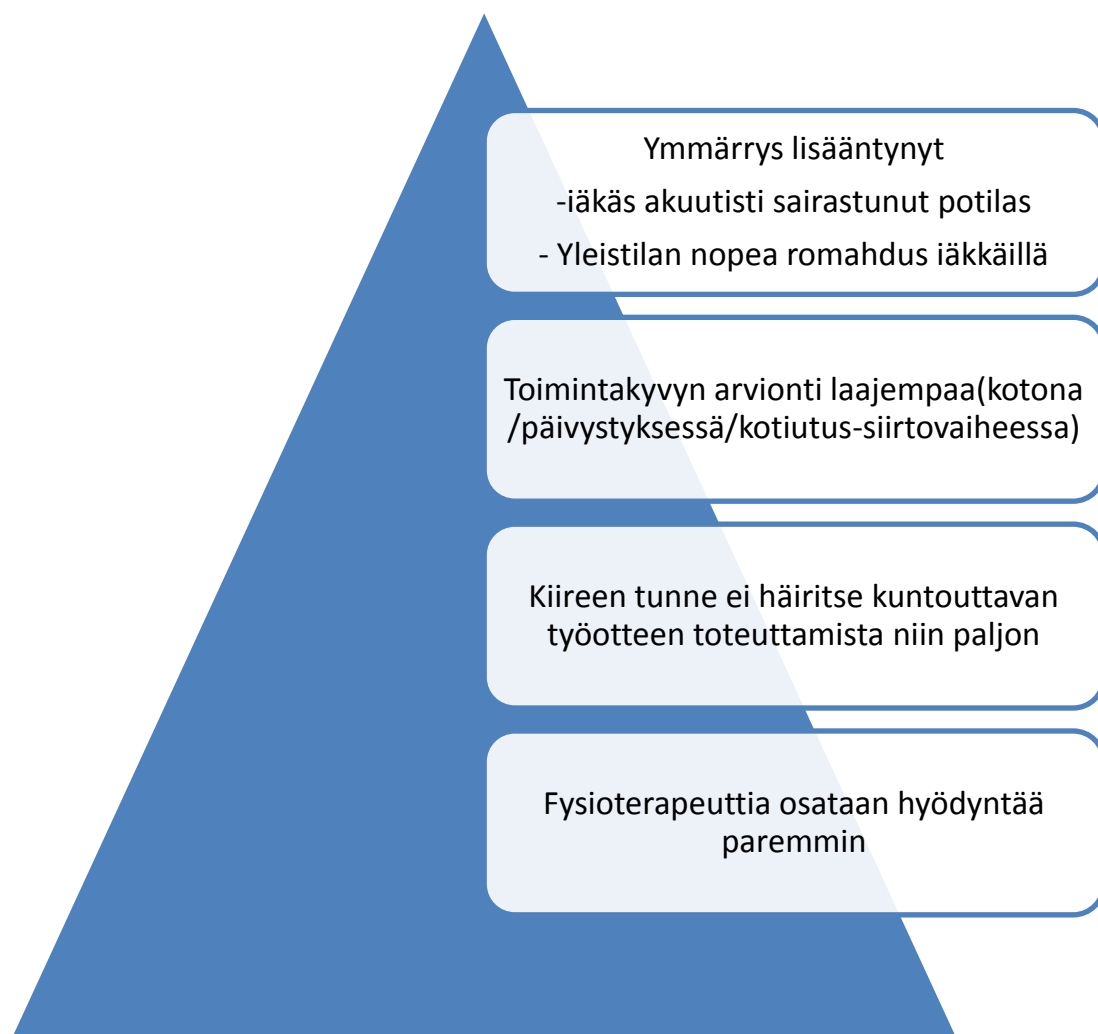 Ymmärrys lisääntynyt
-iäkäs akuutisti sairastunut potilas
- Yleistilan nopea romahdus iäkkäillä
Toimintakyvyn arvionti laajempaa(kotona
/päivystyksessä/kotiutus-siirtovaiheessa)
Kiireen tunne ei häiritse kuntouttavan
työotteen toteuttamista niin paljon
Fysioterapeuttia osataan hyödyntää
paremmin